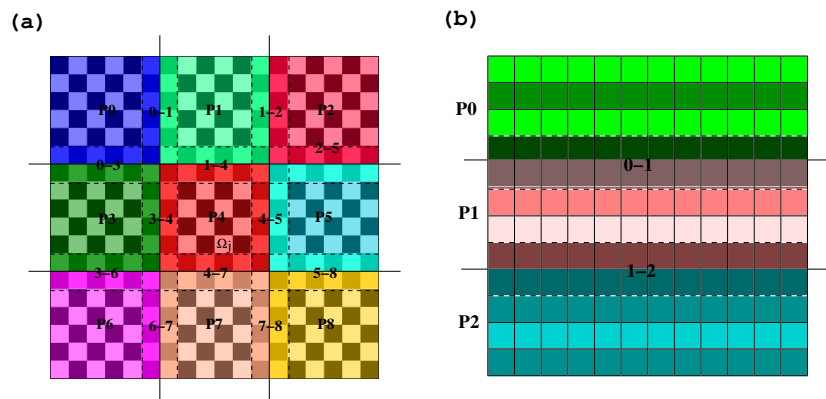 (a)
(b)
P0 0–1 P1 1–2 P2
2–5
0–3 1–4
P3 3–4 P4 4–5 P5
Ωj
3–6 4–7 5–8
P6 6–7 P7 7–8 P8
P0
0–1
P1
1–2
P2